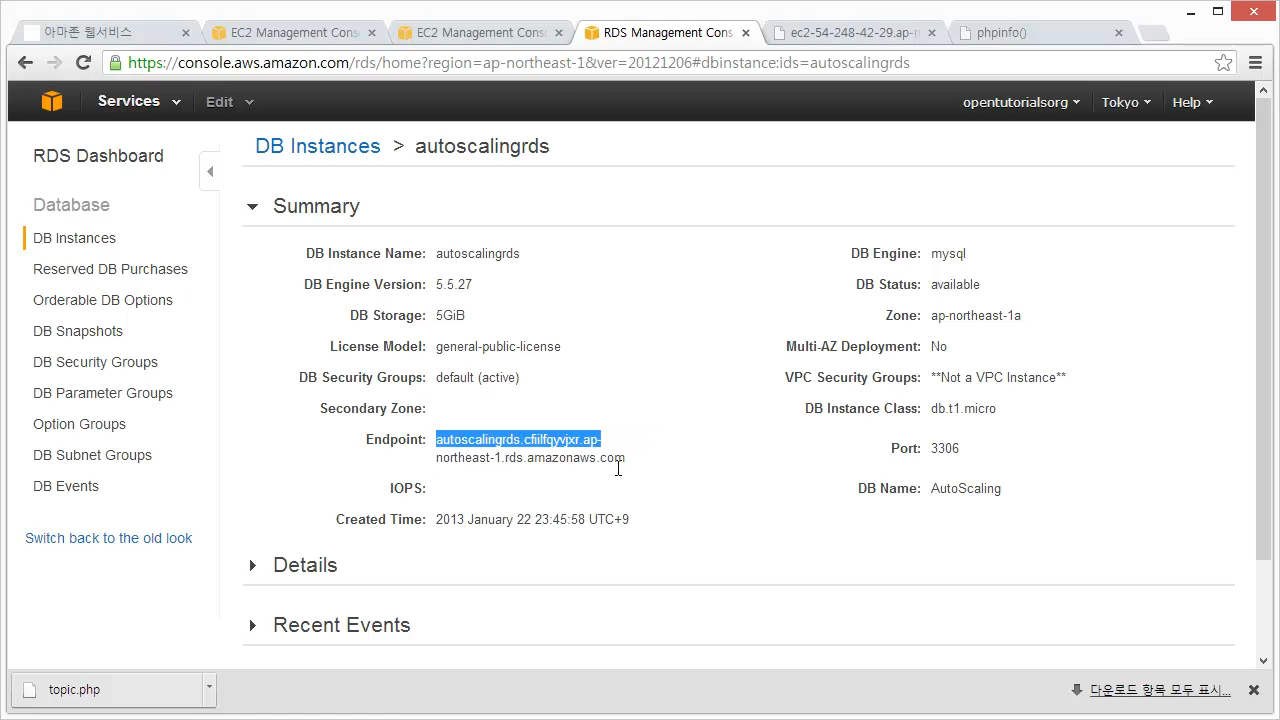 아마존 웹서비스
EC2 Management Cons
EC2 Management Cons
RDS Management Cons
ec2-54-248-42-29.ap-n
phpinfo()
https://console.aws.amazon.com/rds/home?region=ap-northeast-1&ver=20121206#dbinstance:ids=autoscalingrds
Services
Edit
opentutorialsorg
Tokyo
Help
RDS Dashboard
Database
DB Instances
Reserved DB Purchases
Orderable DB Options
DB Snapshots
DB Security Groups
DB Parameter Groups
Option Groups
DB Subnet Groups
DB Events
Switch back to the old look
DB Instances > autoscalingrds
Summary
DB Instance Name: autoscalingrds
DB Engine: mysql
DB Engine Version: 5.5.27
DB Status: available
DB Storage: 5GiB
Zone: ap-northeast-1a
License Model: general-public-license
Multi-AZ Deployment: No
DB Security Groups: default (active)
VPC Security Groups: **Not a VPC Instance**
Secondary Zone:
DB Instance Class: db.t1.micro
Endpoint: autoscalingrds.cfiilfqyvjxr.ap-
northeast-1.rds.amazonaws.com
Port: 3306
IOPS:
DB Name: AutoScaling
Created Time: 2013 January 22 23:45:58 UTC+9
Details
Recent Events
topic.php
다운로드 항목 모두 표시...